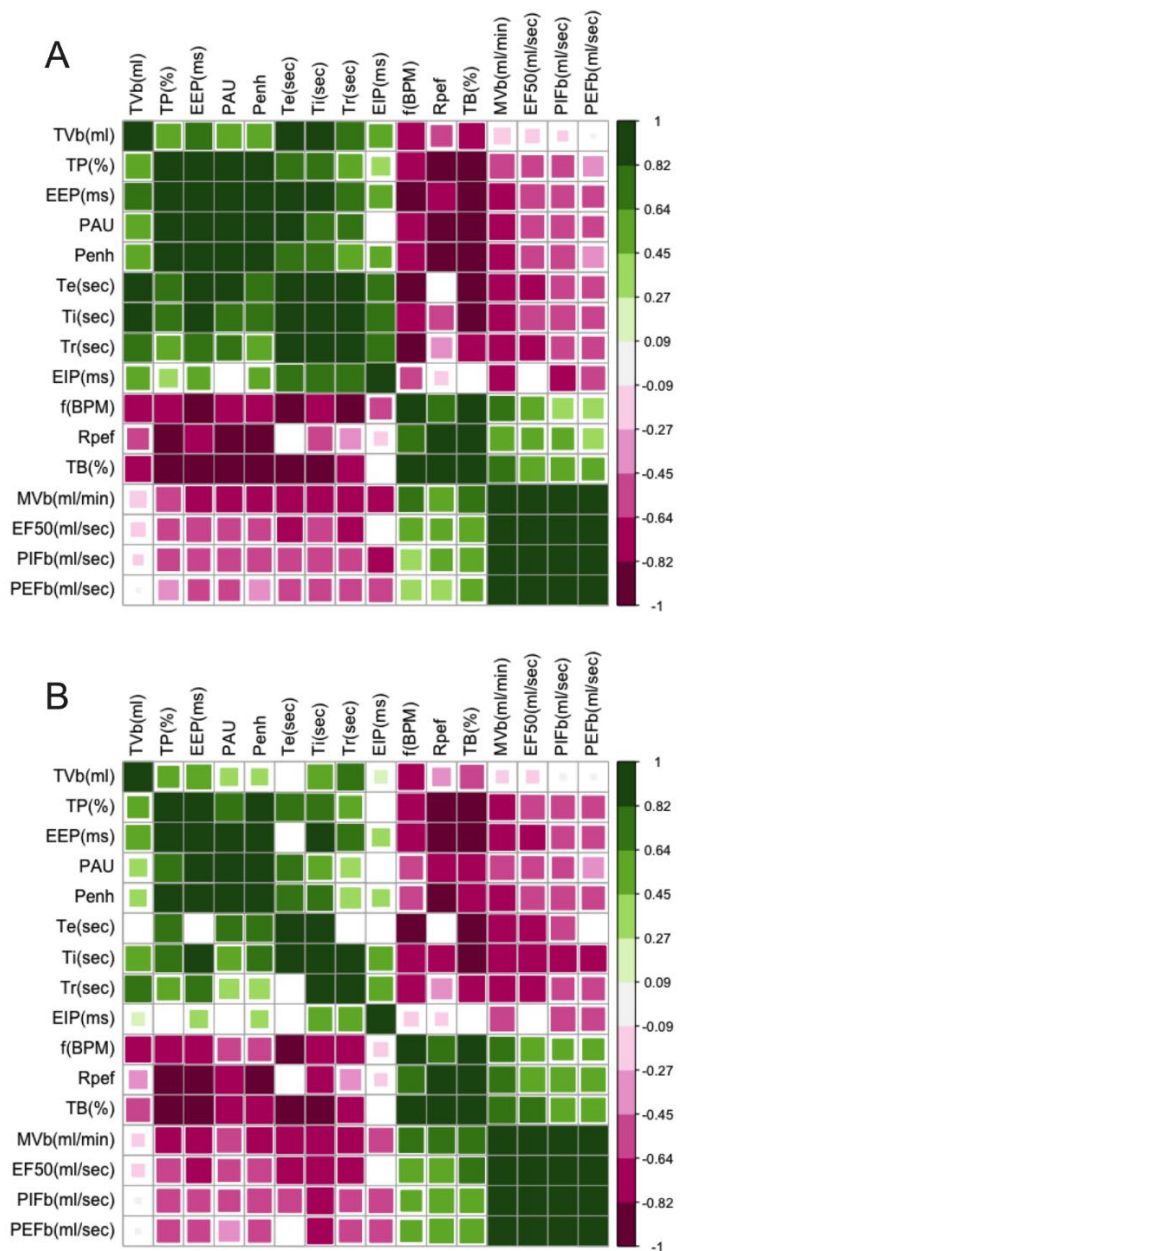 A
TVb(ml)
TP(%)
EEP(ms)
PAU
Penh
Te(sec)
Ti(sec)
Tr(sec)
EIP(ms)
f(BPM)
Rpef
TB(%)
MVb(ml/min)
EF50(ml/sec)
PIFb(ml/sec)
PEFb(ml/sec)
TVb(ml)
TP(%)
EEP(ms)
PAU
Penh
Te(sec)
Ti(sec)
Tr(sec)
EIP(ms)
f(BPM)
Rpef
TB(%)
MVb(ml/min)
EF50(ml/sec)
PIFb(ml/sec)
PEFb(ml/sec)
1
0.82
0.64
0.45
0.27
0.09
-0.09
-0.27
-0.45
-0.64
-0.82
-1
B
TVb(ml)
TP(%)
EEP(ms)
PAU
Penh
Te(sec)
Ti(sec)
Tr(sec)
EIP(ms)
f(BPM)
Rpef
TB(%)
MVb(ml/min)
EF50(ml/sec)
PIFb(ml/sec)
PEFb(ml/sec)
TVb(ml)
TP(%)
EEP(ms)
PAU
Penh
Te(sec)
Ti(sec)
Tr(sec)
EIP(ms)
f(BPM)
Rpef
TB(%)
MVb(ml/min)
EF50(ml/sec)
PIFb(ml/sec)
PEFb(ml/sec)
1
0.82
0.64
0.45
0.27
0.09
-0.09
-0.27
-0.45
-0.64
-0.82
-1